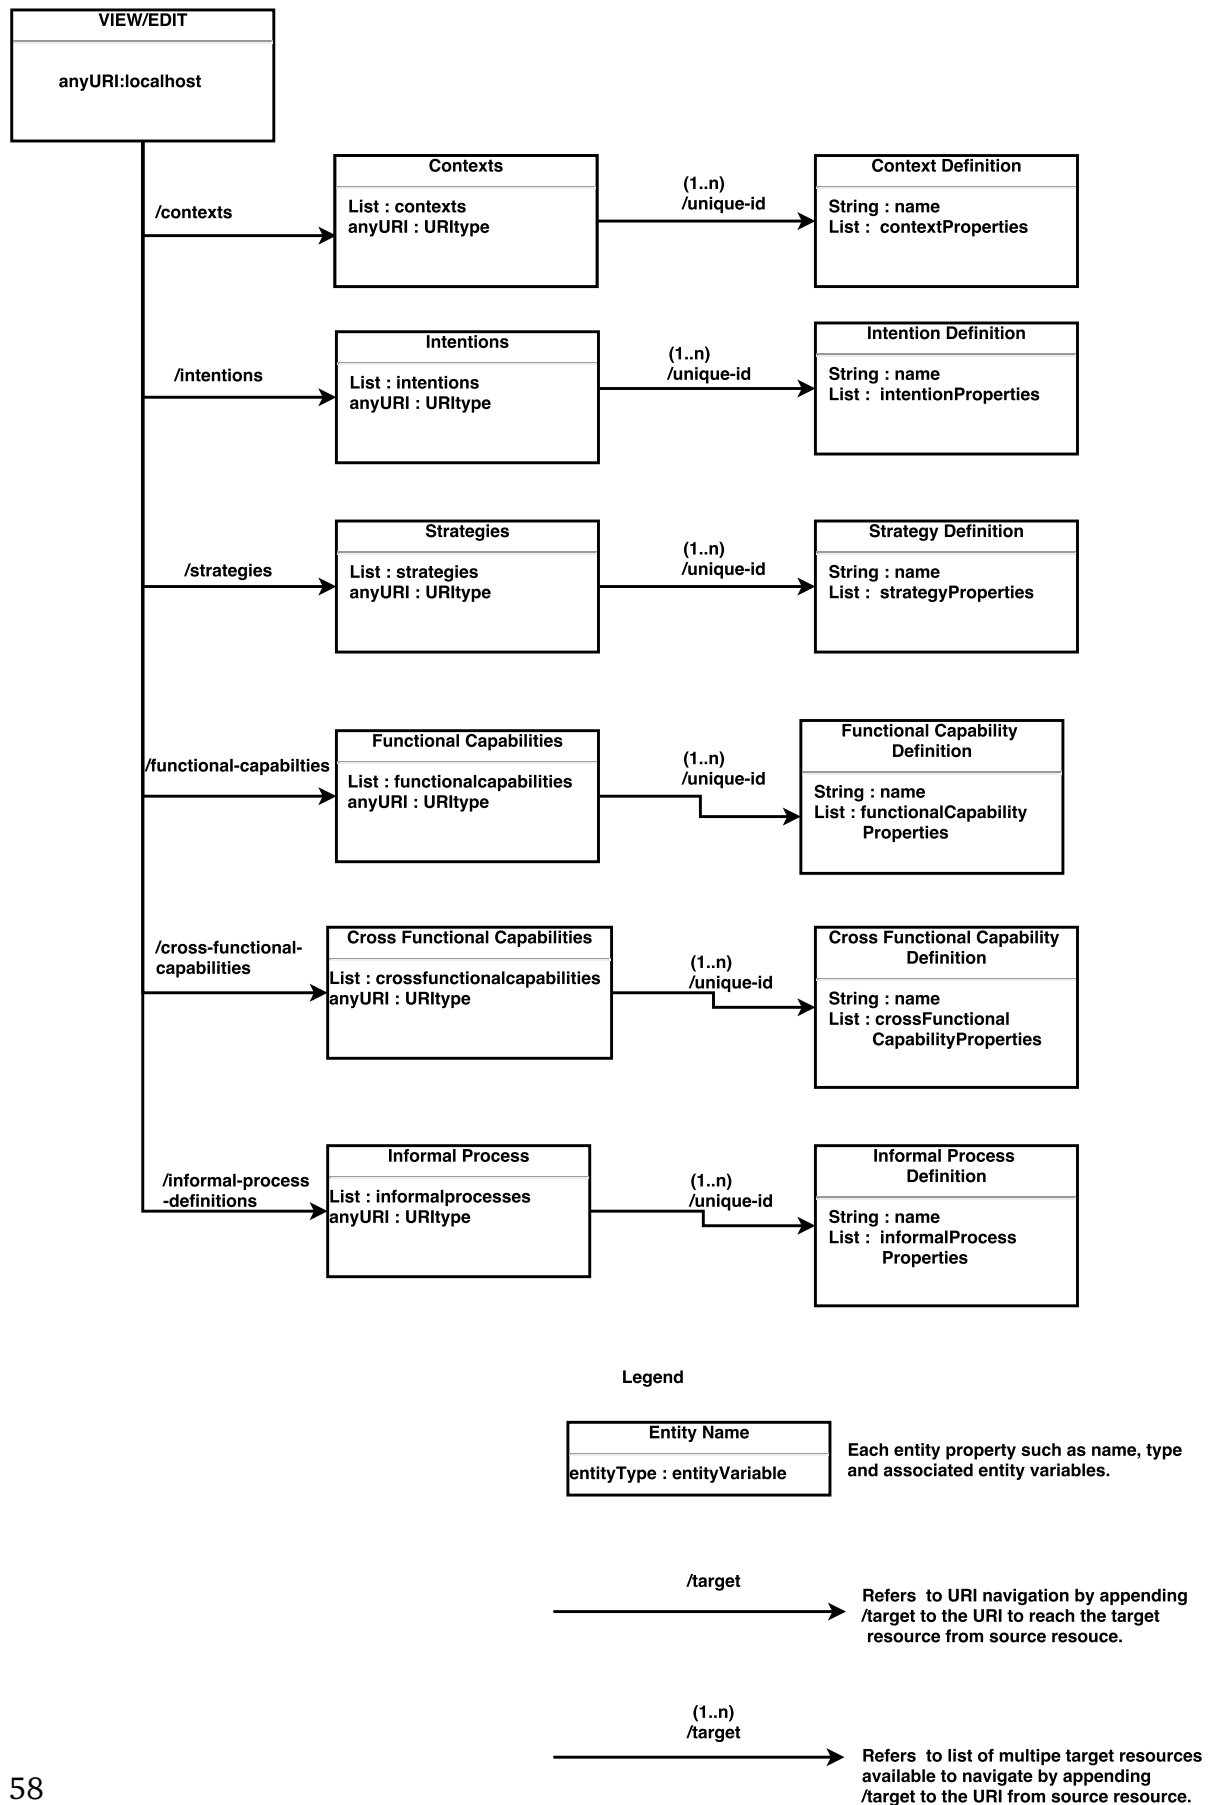 VIEW/EDIT
anyURI:localhost
/contexts
Contexts
List : contexts
anyURI : URItype
(1..n)
/unique-id
Context Definition
String : name
List :  contextProperties
/intentions
Intentions
List : intentions
anyURI : URItype
(1..n)
/unique-id
Intention Definition
String : name
List :  intentionProperties
/strategies
Strategies
List : strategies
anyURI : URItype
(1..n)
/unique-id
Strategy Definition
String : name
List :  strategyProperties
/functional-capabilties
Functional Capabilities
List : functionalcapabilities
anyURI : URItype
(1..n)
/unique-id
Functional Capability
Definition
String : name
List : functionalCapability
Properties
/cross-functional-
capabilities
Cross Functional Capabilities
List : crossfunctionalcapabilities
anyURI : URItype
(1..n)
/unique-id
Cross Functional Capability
Definition
String : name
List : crossFunctional
CapabilityProperties
/informal-process
-definitions
Informal Process
List : informalprocesses
anyURI : URItype
(1..n)
/unique-id
Informal Process
Definition
String : name
List :  informalProcess
Properties
Legend
Entity Name
entityType : entityVariable
Each entity property such as name, type
and associated entity variables.
/target
Refers  to URI navigation by appending
/target to the URI to reach the target
resource from source resouce.
(1..n)
/target
Refers  to list of multipe target resources
available to navigate by appending
/target to the URI from source resource.
58